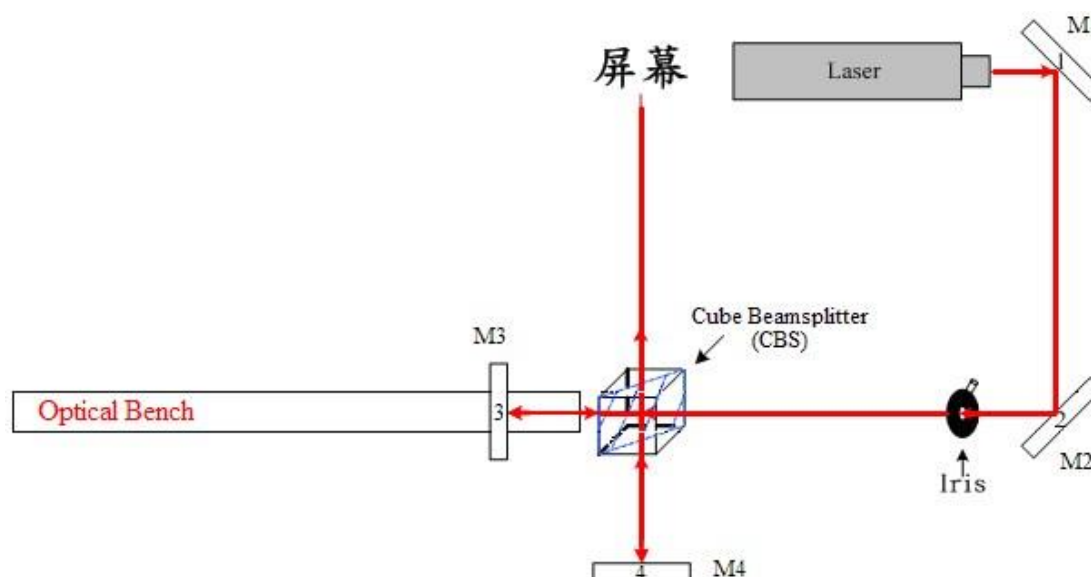 M
1
屏幕
Laser
Cube Beamsplitter
(CBS)
M3
Optical Bench
3
2
M2
Iris
4
M4